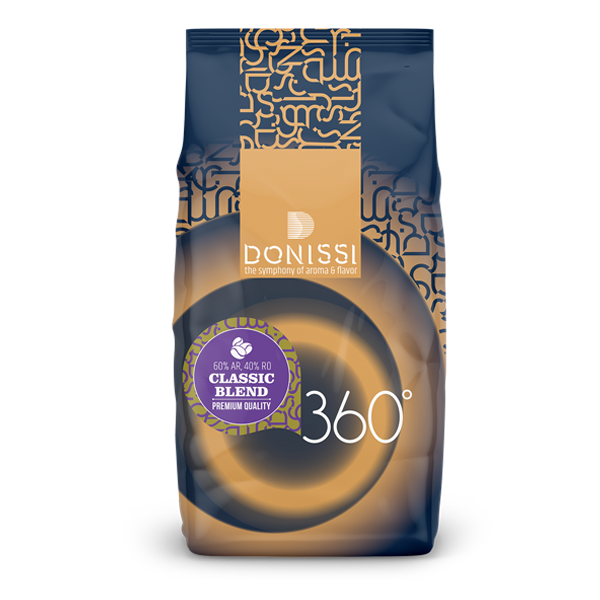 DONISSI
the symphony of aroma & flavor
60% AR, 40% RO
CLASSIC
BLEND
PREMIUM QUALITY
360°